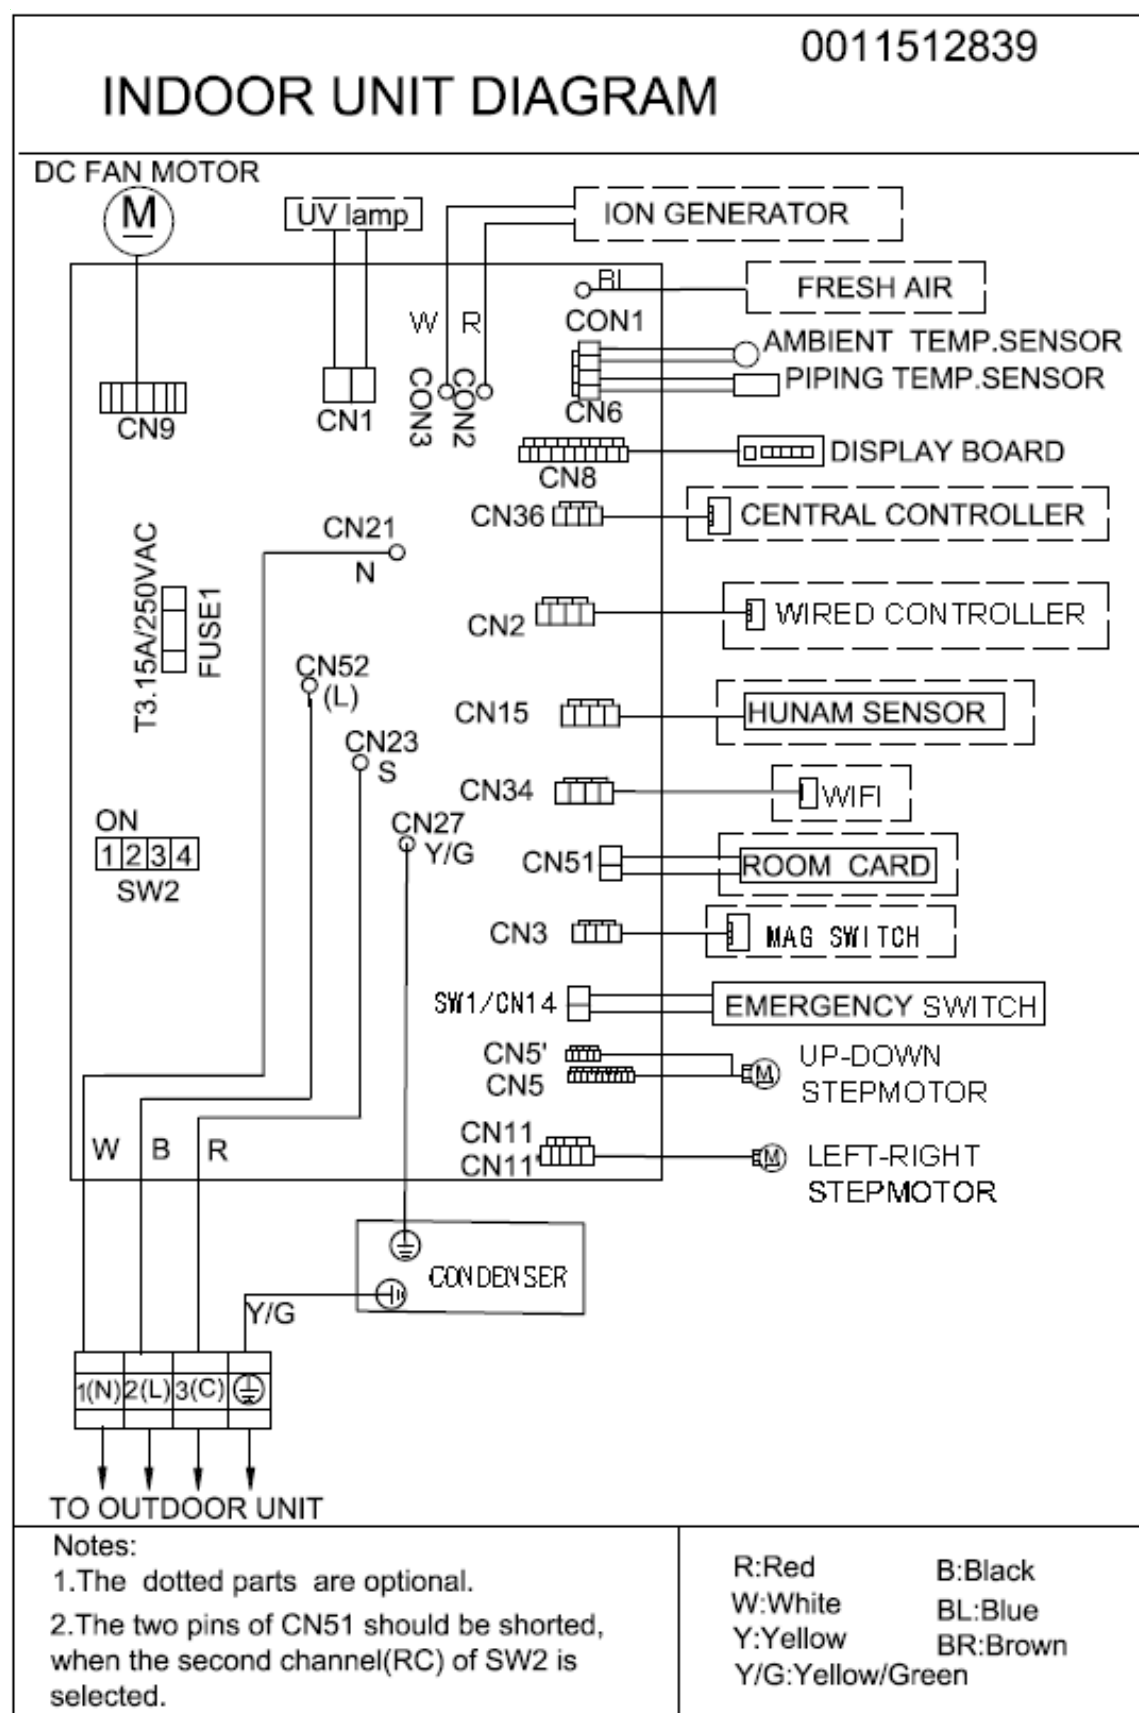 0011512839
INDOOR UNIT DIAGRAM
DC FAN MOTOR
M
UV lamp
ION GENERATOR
BL
FRESH AIR
W R
CON1
AMBIENT TEMP.SENSOR
PIPING TEMP.SENSOR
CN9
CN1
CON3
CON2
CN6
DISPLAY BOARD
CN8
CN36
CENTRAL CONTROLLER
CN21
N
T3.15A/250VAC
FUSE1
CN2
WIRED CONTROLLER
CN52
(L)
CN15
HUNAM SENSOR
CN23
S
CN34
WIFI
ON
1 2 3 4
SW2
CN27
Y/G
CN51
ROOM CARD
CN3
MAG SWITCH
SW1/CN14
EMERGENCY SWITCH
CN5'
CN5
M
UP-DOWN
STEPMOTOR
W B R
CN11
CN11'
M
LEFT-RIGHT
STEPMOTOR
CONDENSER
Y/G
1(N) 2(L) 3(C)
TO OUTDOOR UNIT
Notes:
1.The dotted parts are optional.
2.The two pins of CN51 should be shorted,
when the second channel(RC) of SW2 is
selected.
R:Red B:Black
W:White BL:Blue
Y:Yellow BR:Brown
Y/G:Yellow/Green